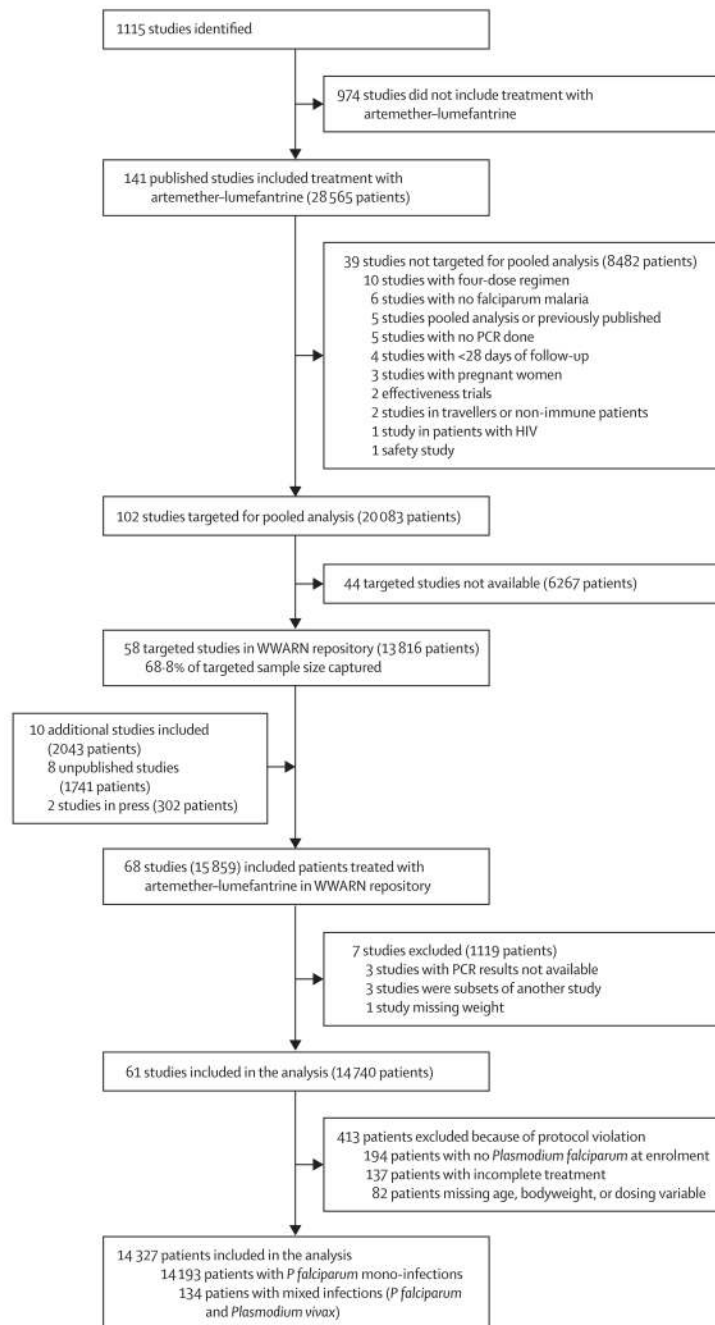 1115 studies identified
974 studies did not include treatment with
artemether–lumefantrine
141 published studies included treatment with
artemether–lumefantrine (28 565 patients)
39 studies not targeted for pooled analysis (8482 patients)
10 studies with four-dose regimen
6 studies with no falciparum malaria
5 studies pooled analysis or previously published
5 studies with no PCR done
4 studies with <28 days of follow-up
3 studies with pregnant women
2 effectiveness trials
2 studies in travellers or non-immune patients
1 study in patients with HIV
1 safety study
102 studies targeted for pooled analysis (20 083 patients)
44 targeted studies not available (6267 patients)
58 targeted studies in WWARN repository (13 816 patients)
68·8% of targeted sample size captured
10 additional studies included
(2043 patients)
8 unpublished studies
(1741 patients)
2 studies in press (302 patients)
68 studies (15 859) included patients treated with
artemether–lumefantrine in WWARN repository
7 studies excluded (1119 patients)
3 studies with PCR results not available
3 studies were subsets of another study
1 study missing weight
61 studies included in the analysis (14 740 patients)
413 patients excluded because of protocol violation
194 patients with no Plasmodium falciparum at enrolment
137 patients with incomplete treatment
82 patients missing age, bodyweight, or dosing variable
14 327 patients included in the analysis
14 193 patients with P falciparum mono-infections
134 patiens with mixed infections (P falciparum
and Plasmodium vivax)